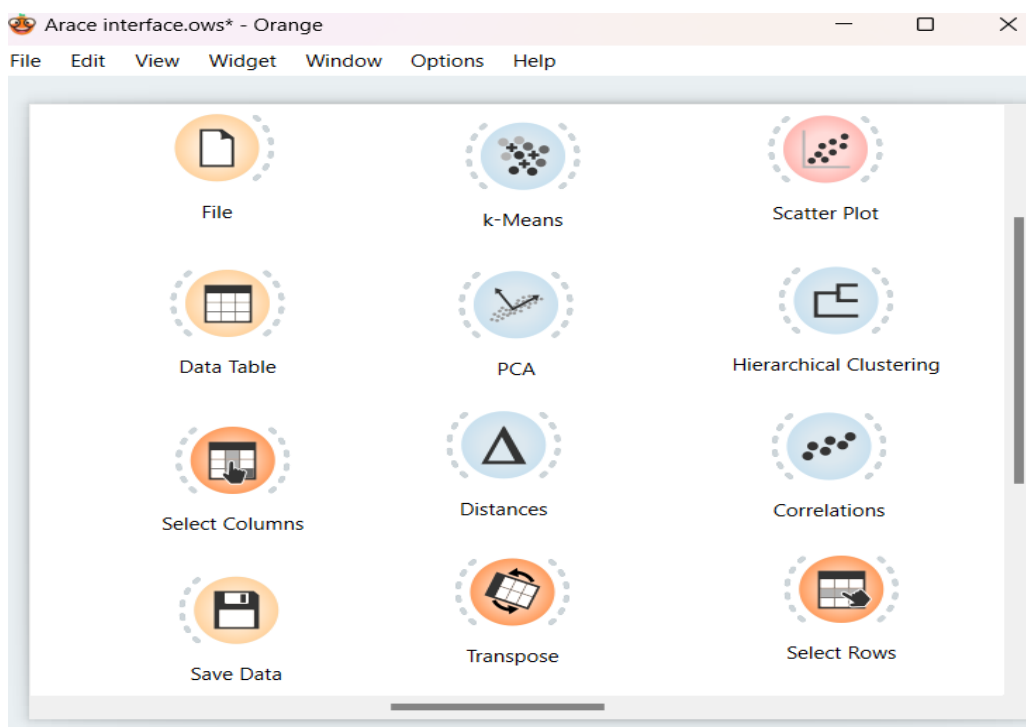 Arace interface.ows* - Orange
File Edit View Widget Window Options Help
File
k-Means
Scatter Plot
Data Table
PCA
Hierarchical Clustering
Select Columns
Distances
Correlations
Save Data
Transpose
Select Rows